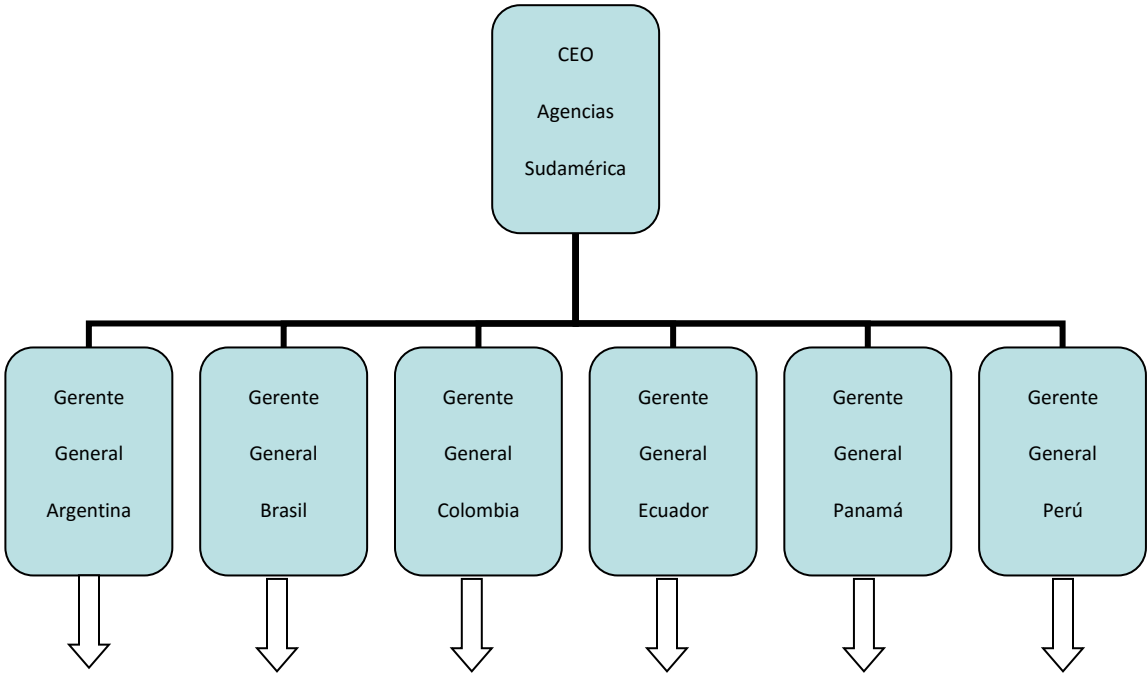 CEO
Agencias
Sudamérica
Gerente
General
Argentina
Gerente
General
Brasil
Gerente
General
Colombia
Gerente
General
Ecuador
Gerente
General
Panamá
Gerente
General
Perú